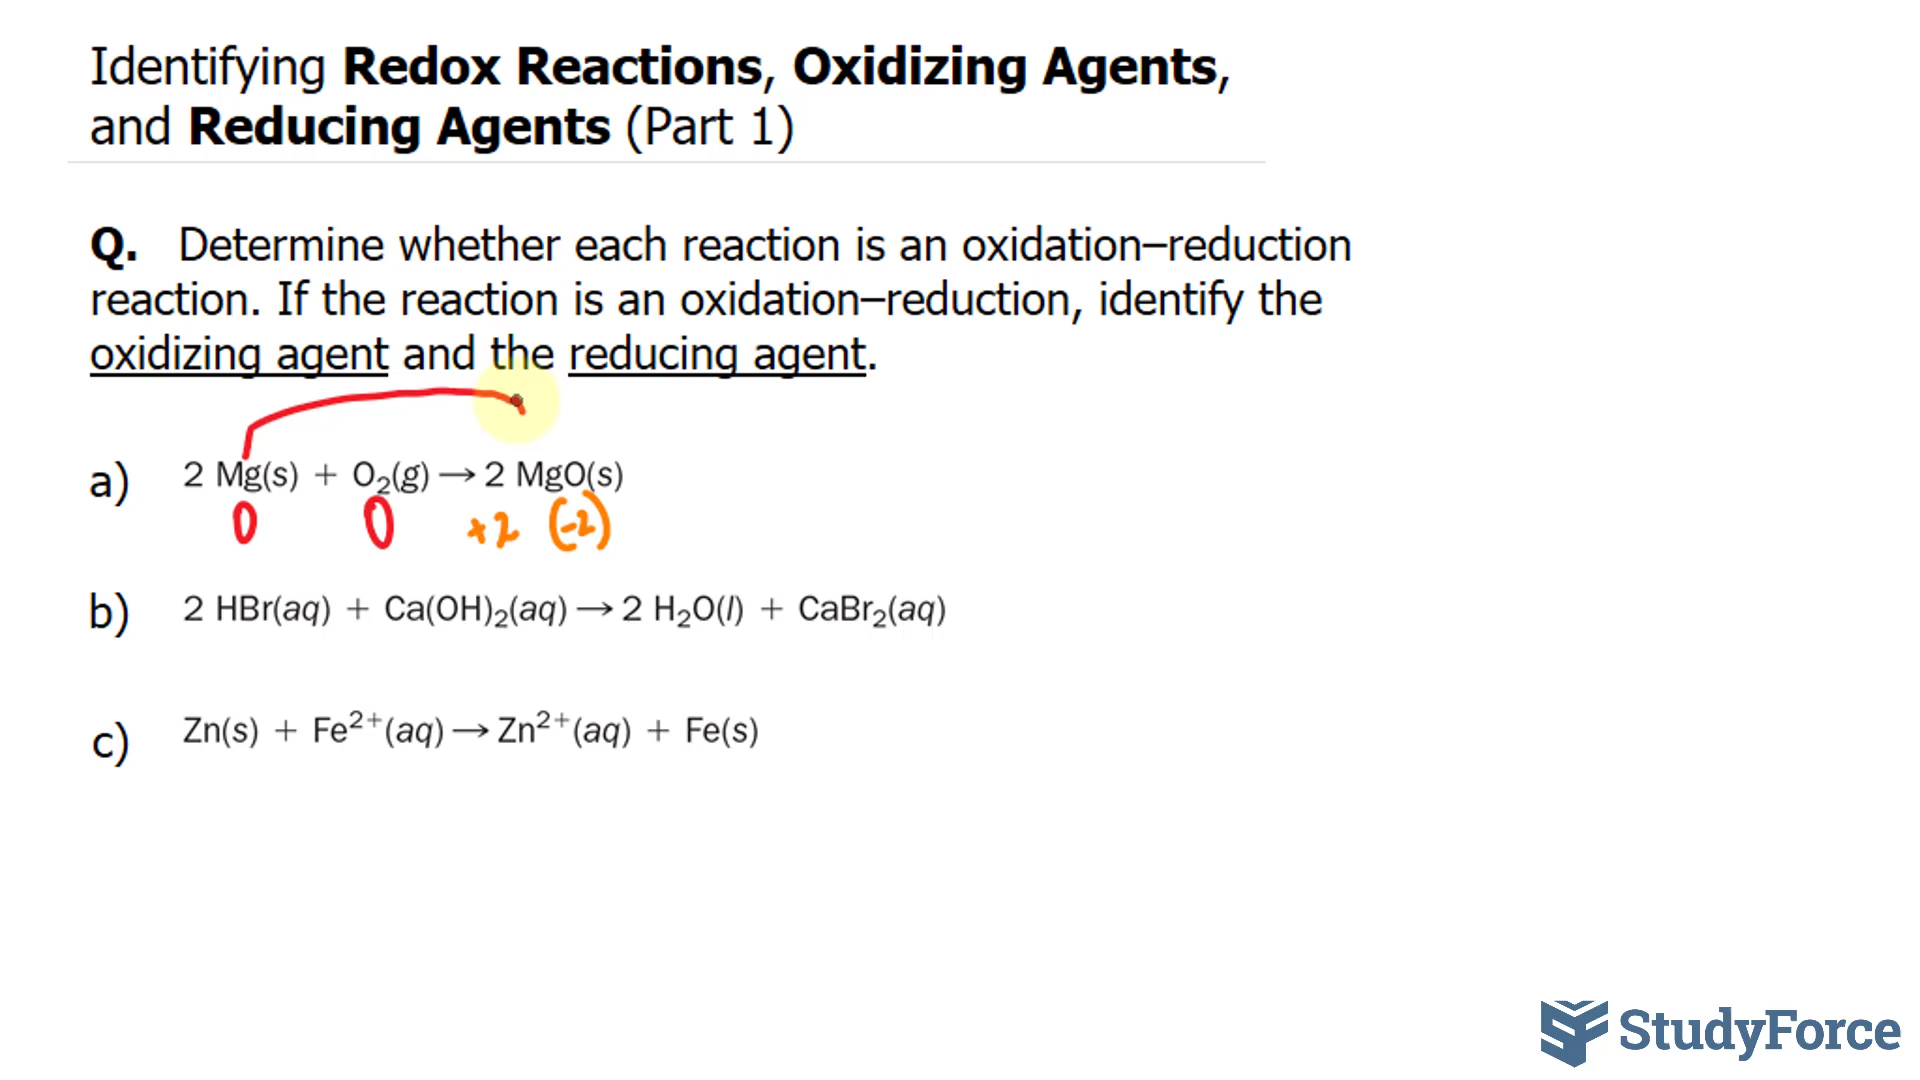 Identifying Redox Reactions, Oxidizing Agents,
and Reducing Agents (Part 1)
Q. Determine whether each reaction is an oxidation–reduction
reaction. If the reaction is an oxidation–reduction, identify the
oxidizing agent and the reducing agent.
a) 2 Mg(s) + O₂(g) → 2 MgO(s)
0 0 +2 (-2)
b) 2 HBr(aq) + Ca(OH)₂(aq) → 2 H₂O(l) + CaBr₂(aq)
c) Zn(s) + Fe²⁺(aq) → Zn²⁺(aq) + Fe(s)
StudyForce